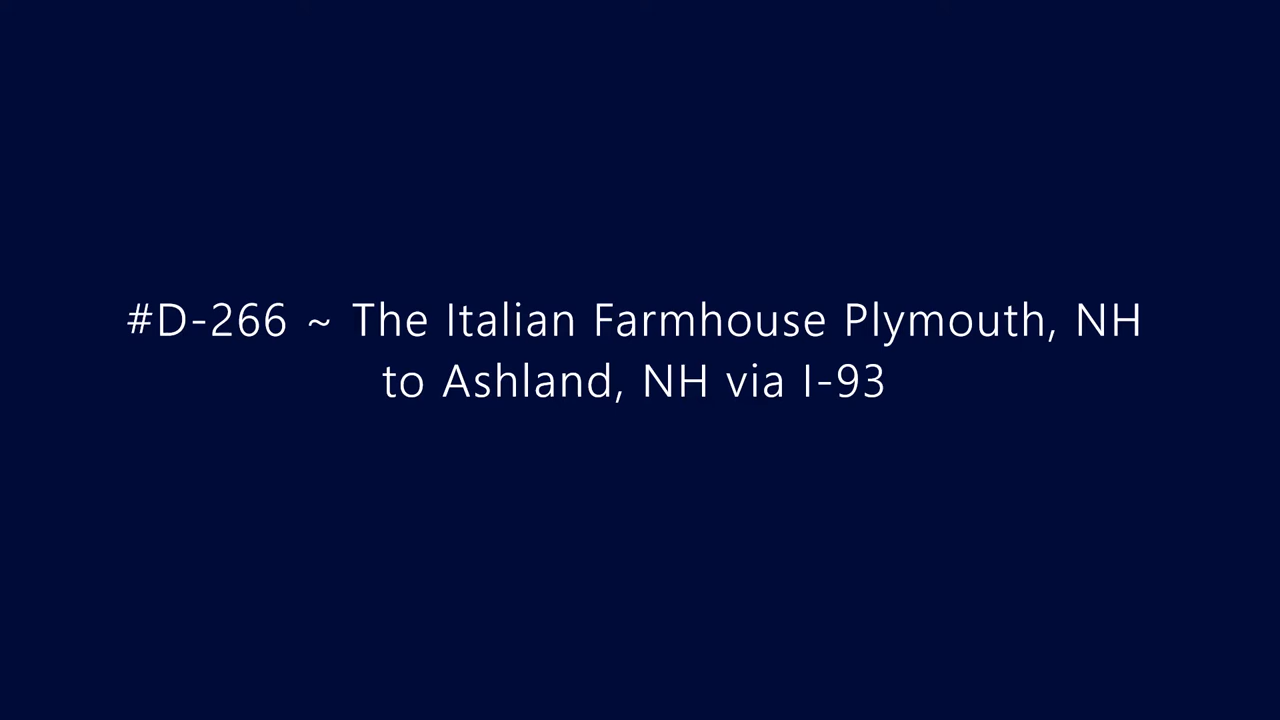 #D-266 ~ The Italian Farmhouse Plymouth, NH
to Ashland, NH via I-93